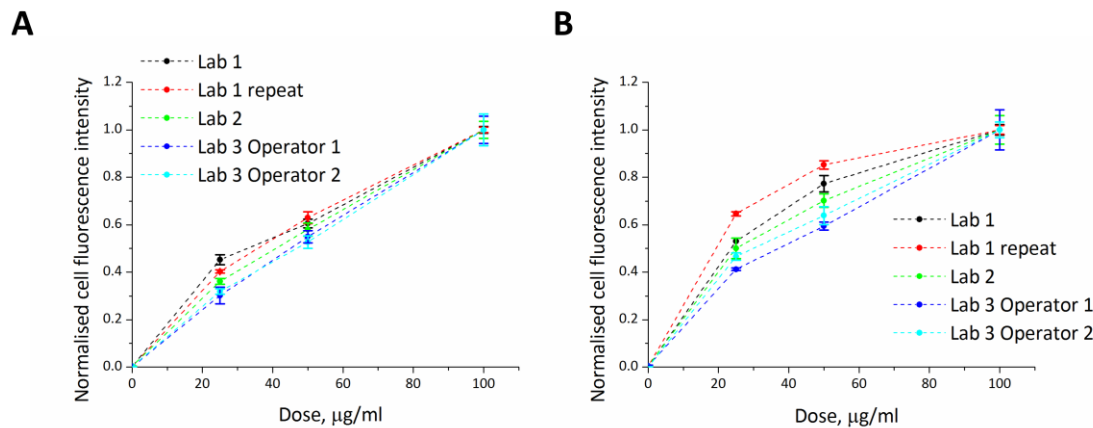 A
Lab 1
Lab 1 repeat
Lab 2
Lab 3 Operator 1
Lab 3 Operator 2
Normalised cell fluorescence intensity
1.2
1.0
0.8
0.6
0.4
0.2
0.0
0 20 40 60 80 100
Dose, μg/ml
B
Normalised cell fluorescence intensity
1.2
1.0
0.8
0.6
0.4
0.2
0.0
Lab 1
Lab 1 repeat
Lab 2
Lab 3 Operator 1
Lab 3 Operator 2
0 20 40 60 80 100
Dose, μg/ml